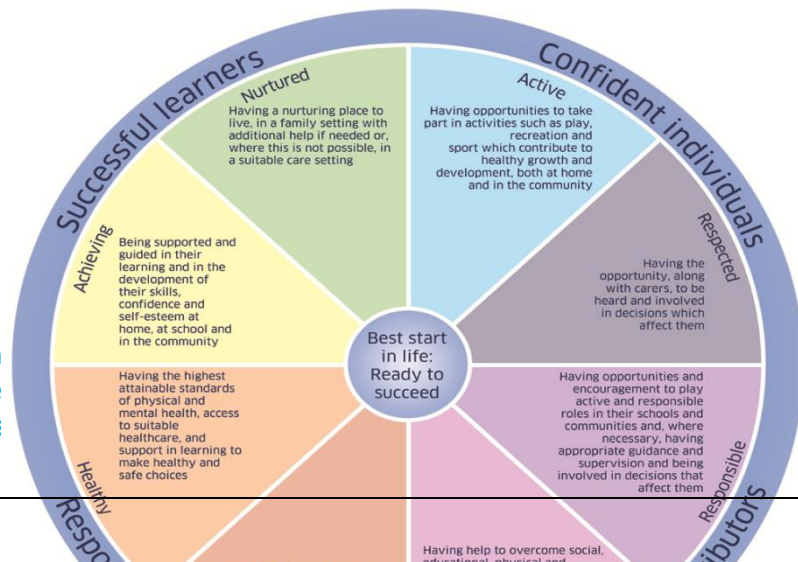 Successful learners
Confident individuals
Nurtured
Having a nurturing place to
live, in a family setting with
additional help if needed or,
where this is not possible, in
a suitable care setting
Active
Having opportunities to take
part in activities such as play,
recreation and
sport which contribute to
healthy growth and
development, both at home
and in the community
Achieving
Being supported and
guided in their
learning and in the
development of
their skills,
confidence and
self-esteem at
home, at school and
in the community
Respected
Having the
opportunity, along
with carers, to be
heard and involved
in decisions which
affect them
Best start
in life:
Ready to
succeed
Healthy
Having the highest
attainable standards
of physical and
mental health, access
to suitable
healthcare, and
support in learning to
make healthy and
safe choices
Responsible
Having opportunities and
encouragement to play
active and responsible
roles in their schools and
communities and, where
necessary, having
appropriate guidance and
supervision and being
involved in decisions that
affect them
Having help to overcome social,
educational, physical and